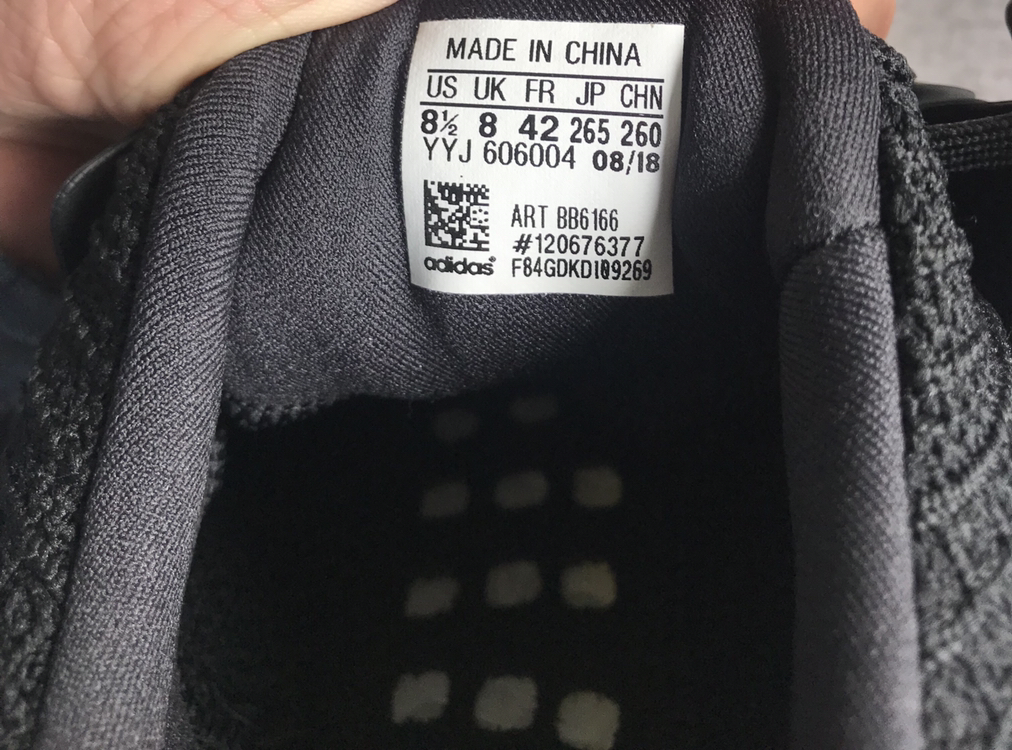 MADE IN CHINA
US UK FR JP CHN
8½ 8 42 265 260
YYJ 606004 08/18
ART BB6166
#120676377
adidas® F84GDKD109269